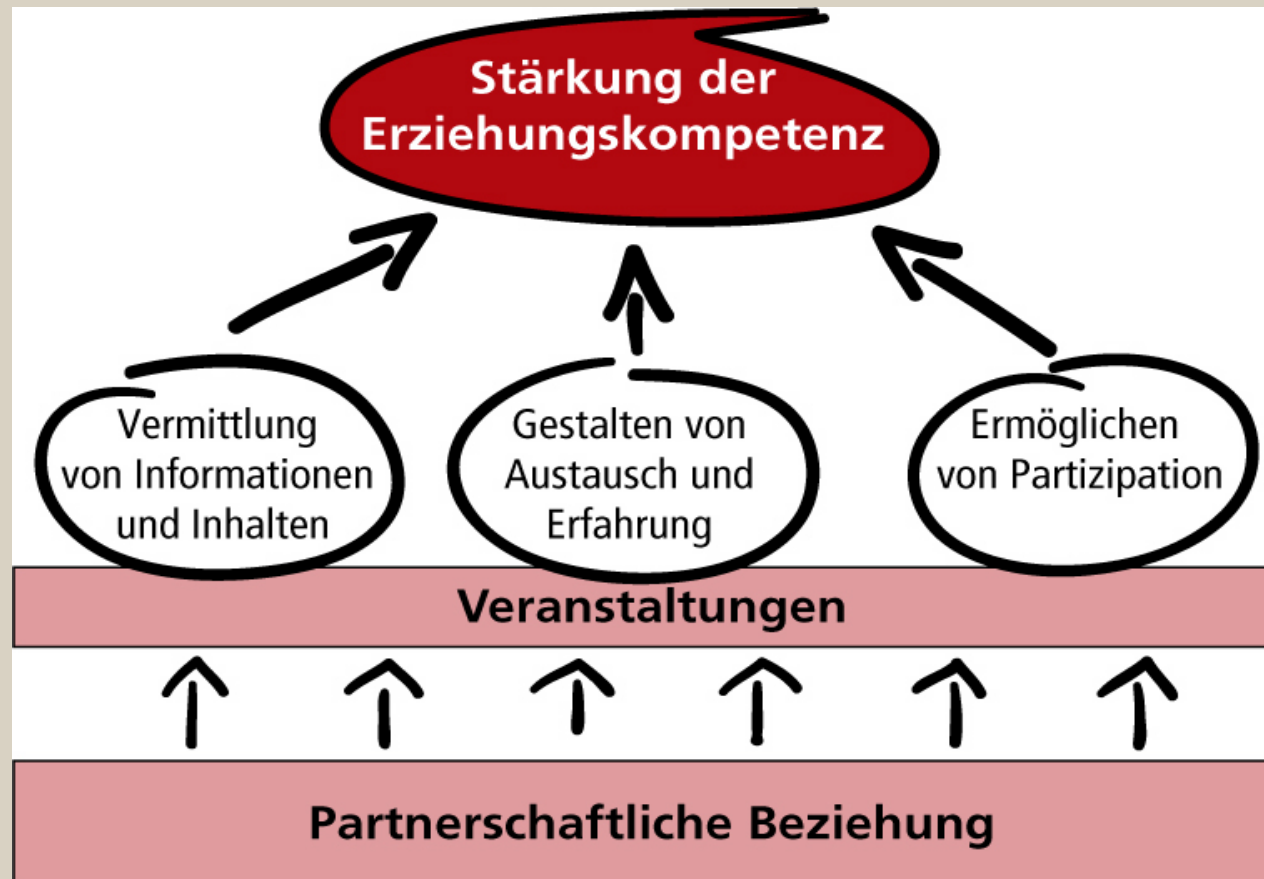 Stärkung der
Erziehungskompetenz
Vermittlung
von Informationen
und Inhalten
Gestalten von
Austausch und
Erfahrung
Ermöglichen
von Partizipation
Veranstaltungen
Partnerschaftliche Beziehung